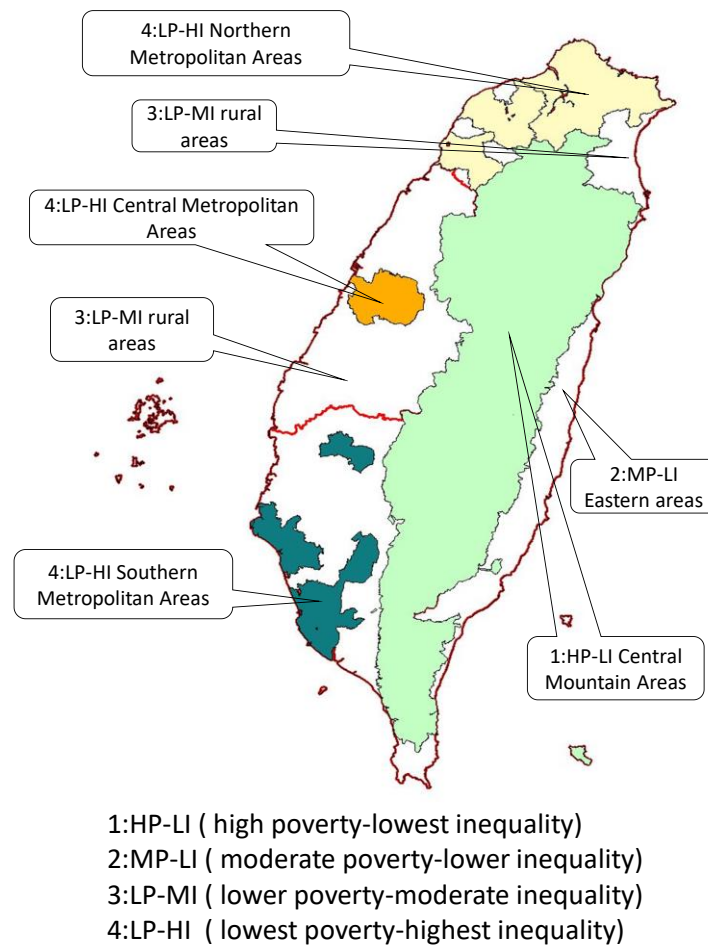 4:LP-HI Northern
Metropolitan Areas
3:LP-MI rural
areas
4:LP-HI Central Metropolitan
Areas
3:LP-MI rural
areas
2:MP-LI
Eastern areas
4:LP-HI Southern
Metropolitan Areas
1:HP-LI Central
Mountain Areas
1:HP-LI ( high poverty-lowest inequality)
2:MP-LI ( moderate poverty-lower inequality)
3:LP-MI (lower poverty-moderate inequality)
4:LP-HI ( lowest poverty-highest inequality)